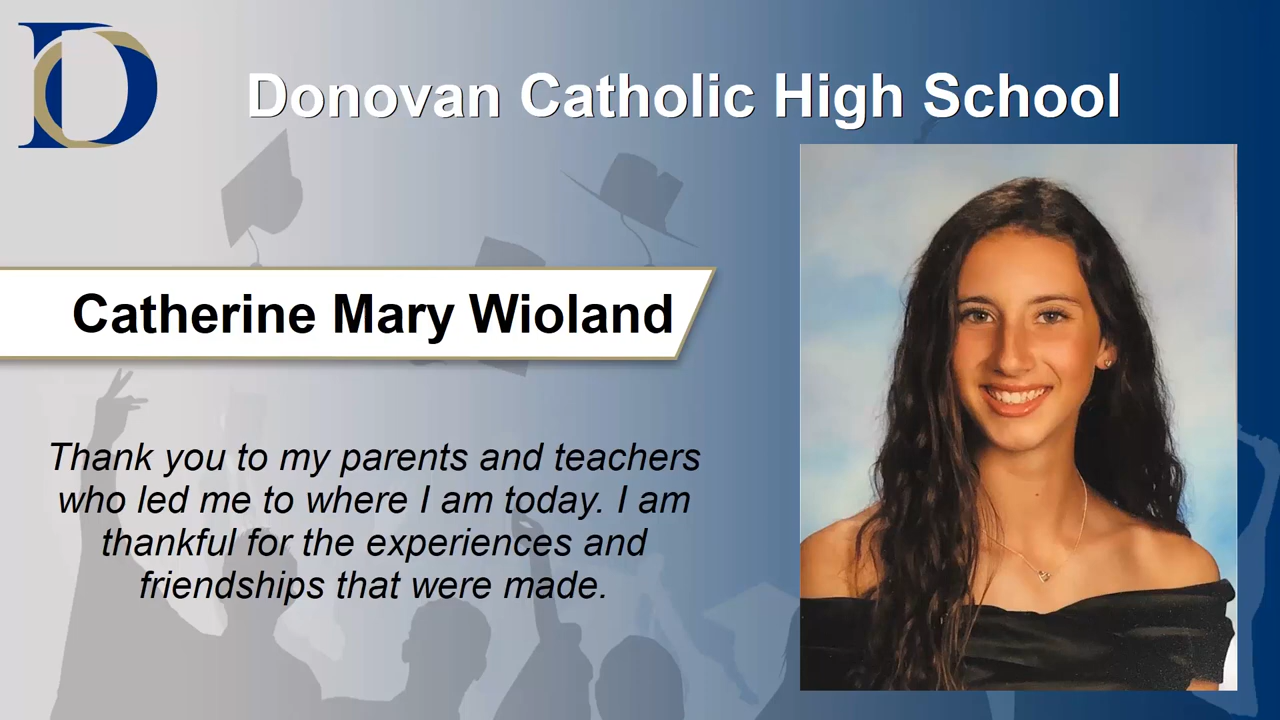 Donovan Catholic High School
Catherine Mary Wioland
Thank you to my parents and teachers
who led me to where I am today. I am
thankful for the experiences and
friendships that were made.